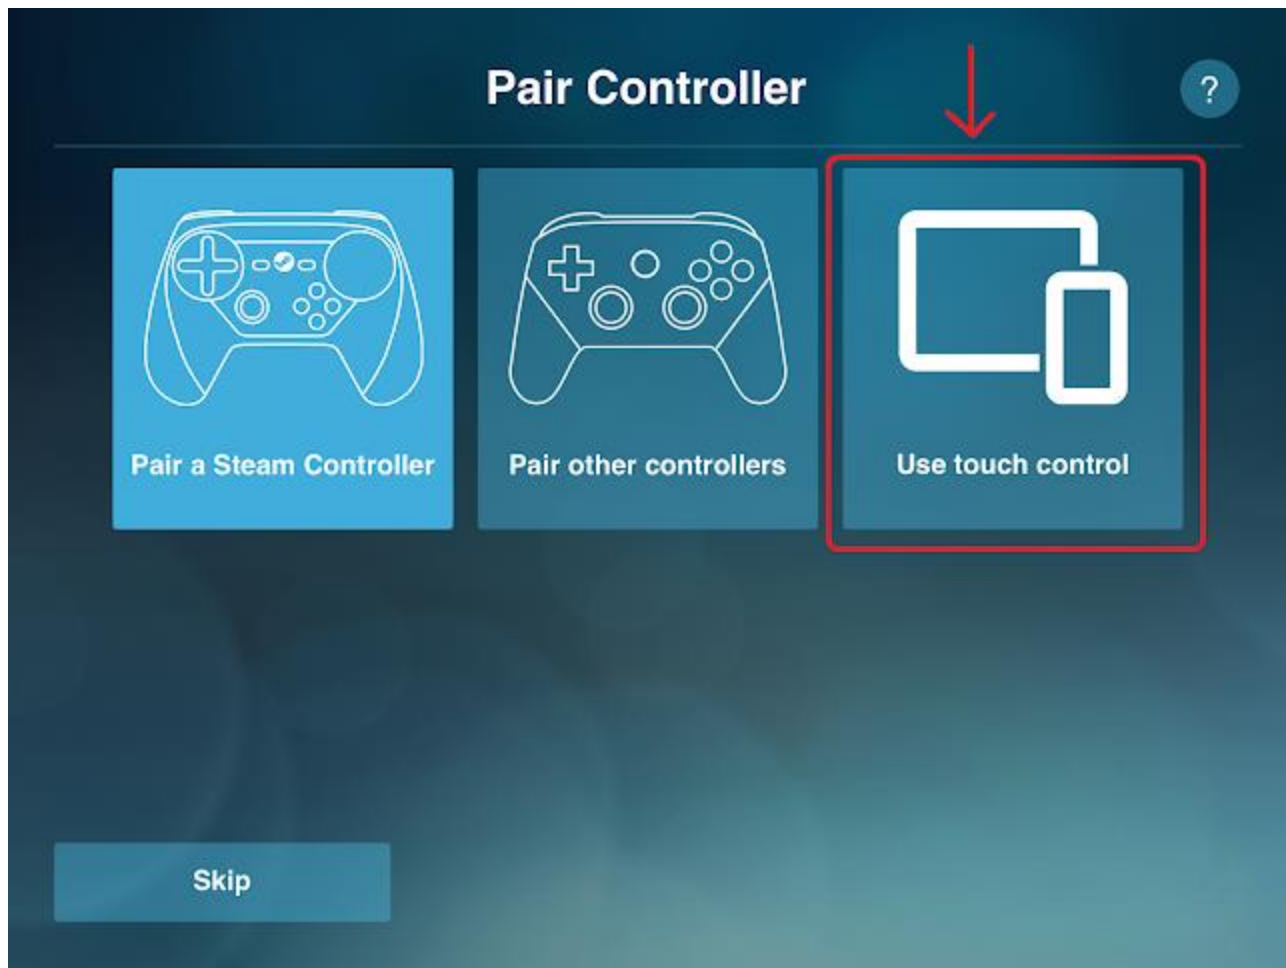 Pair Controller
?
Pair a Steam Controller
Pair other controllers
Use touch control
Skip